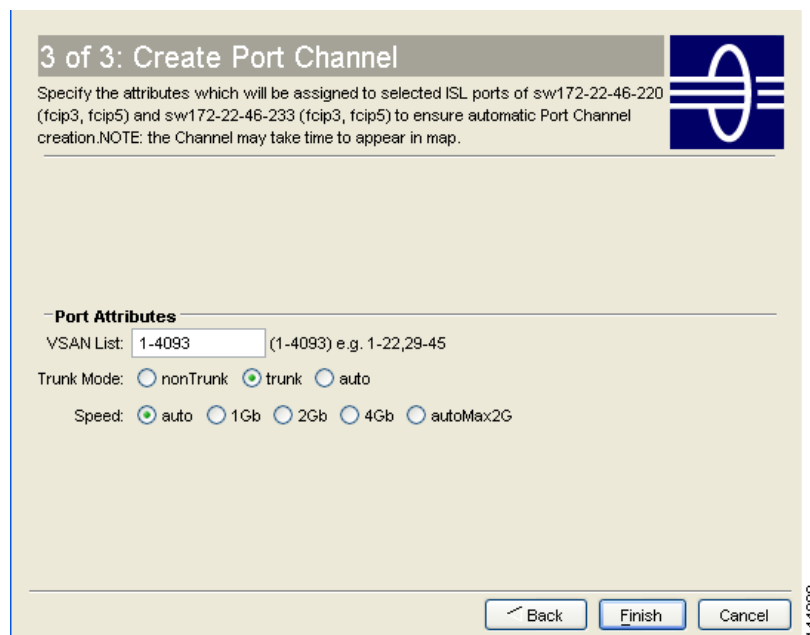 3 of 3: Create Port Channel
Specify the attributes which will be assigned to selected ISL ports of sw172-22-46-220
(fcip3, fcip5) and sw172-22-46-233 (fcip3, fcip5) to ensure automatic Port Channel
creation.NOTE: the Channel may take time to appear in map.
Port Attributes
VSAN List: 1-4093 (1-4093) e.g. 1-22,29-45
Trunk Mode: nonTrunk trunk auto
Speed: auto 1Gb 2Gb 4Gb autoMax2G
Back Finish Cancel